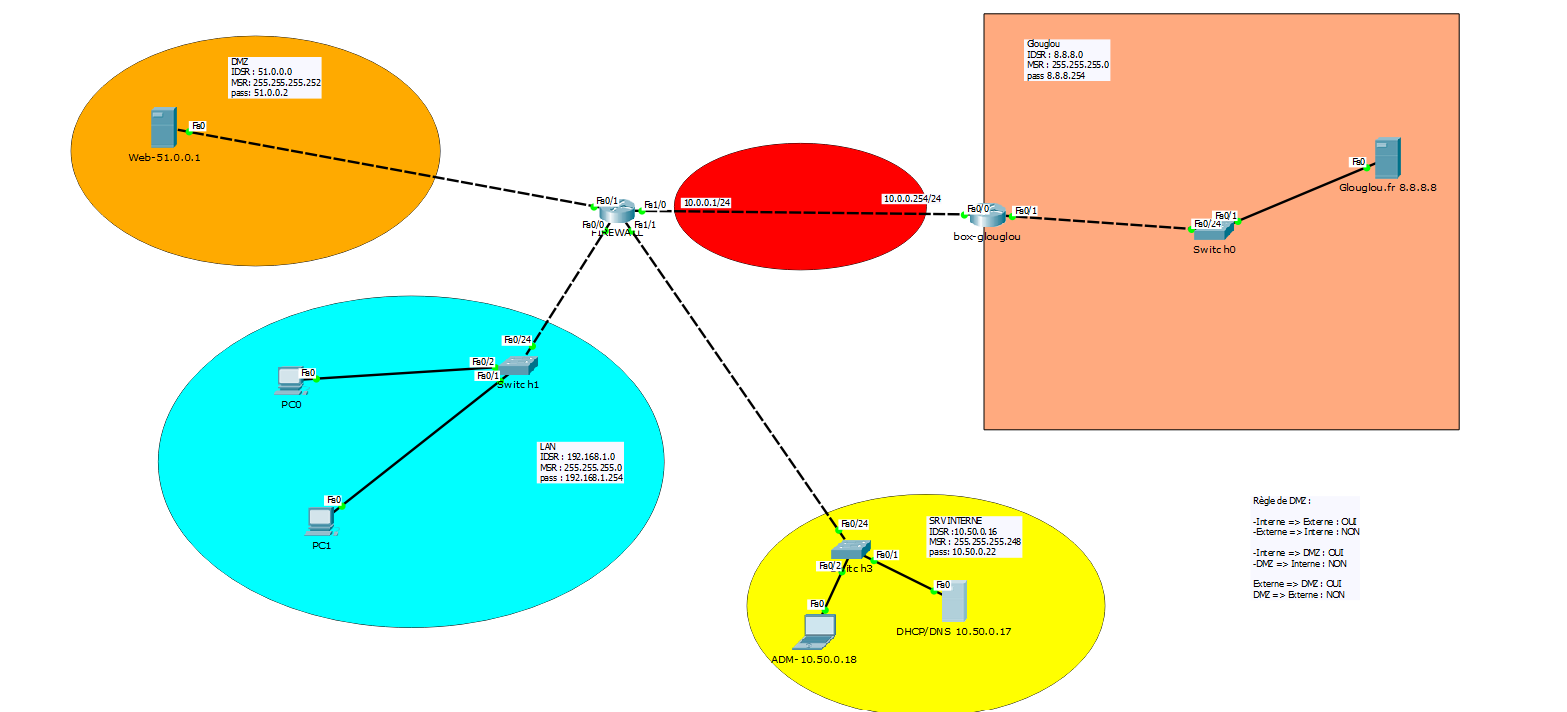 DMZ
IDSR : 51.0.0.0
MSR: 255.255.255.252
pass: 51.0.0.2
Fa0
Web-51.0.0.1
Glouglou
IDSR : 8.8.8.0
MSR : 255.255.255.0
pass 8.8.8.254
Fa0
Glouglou.fr 8.8.8.8
Fa0/1
Fa1/0
10.0.0.1/24
10.0.0.254/24
Fa0/0
Fa0/1
box-glouglou
Fa0/1
Fa0/24
Switch0
Fa0/0
Fa1/1
FIREWALL
Fa0/24
Fa0/2
Fa0/1
Switch1
Fa0
PC0
LAN
IDSR : 192.168.1.0
MSR : 255.255.255.0
pass : 192.168.1.254
Fa0
PC1
Fa0/24
SRV INTERNE
IDSR :10.50.0.16
MSR : 255.255.255.248
pass: 10.50.0.22
Fa0/1
Fa0/2
Switch3
Fa0
Fa0
DHCP/DNS 10.50.0.17
ADM-10.50.0.18
Règle de DMZ :
-Interne => Externe : OUI
-Externe => Interne : NON
-Interne => DMZ : OUI
-DMZ => Interne : NON
Externe => DMZ : OUI
DMZ => Externe : NON